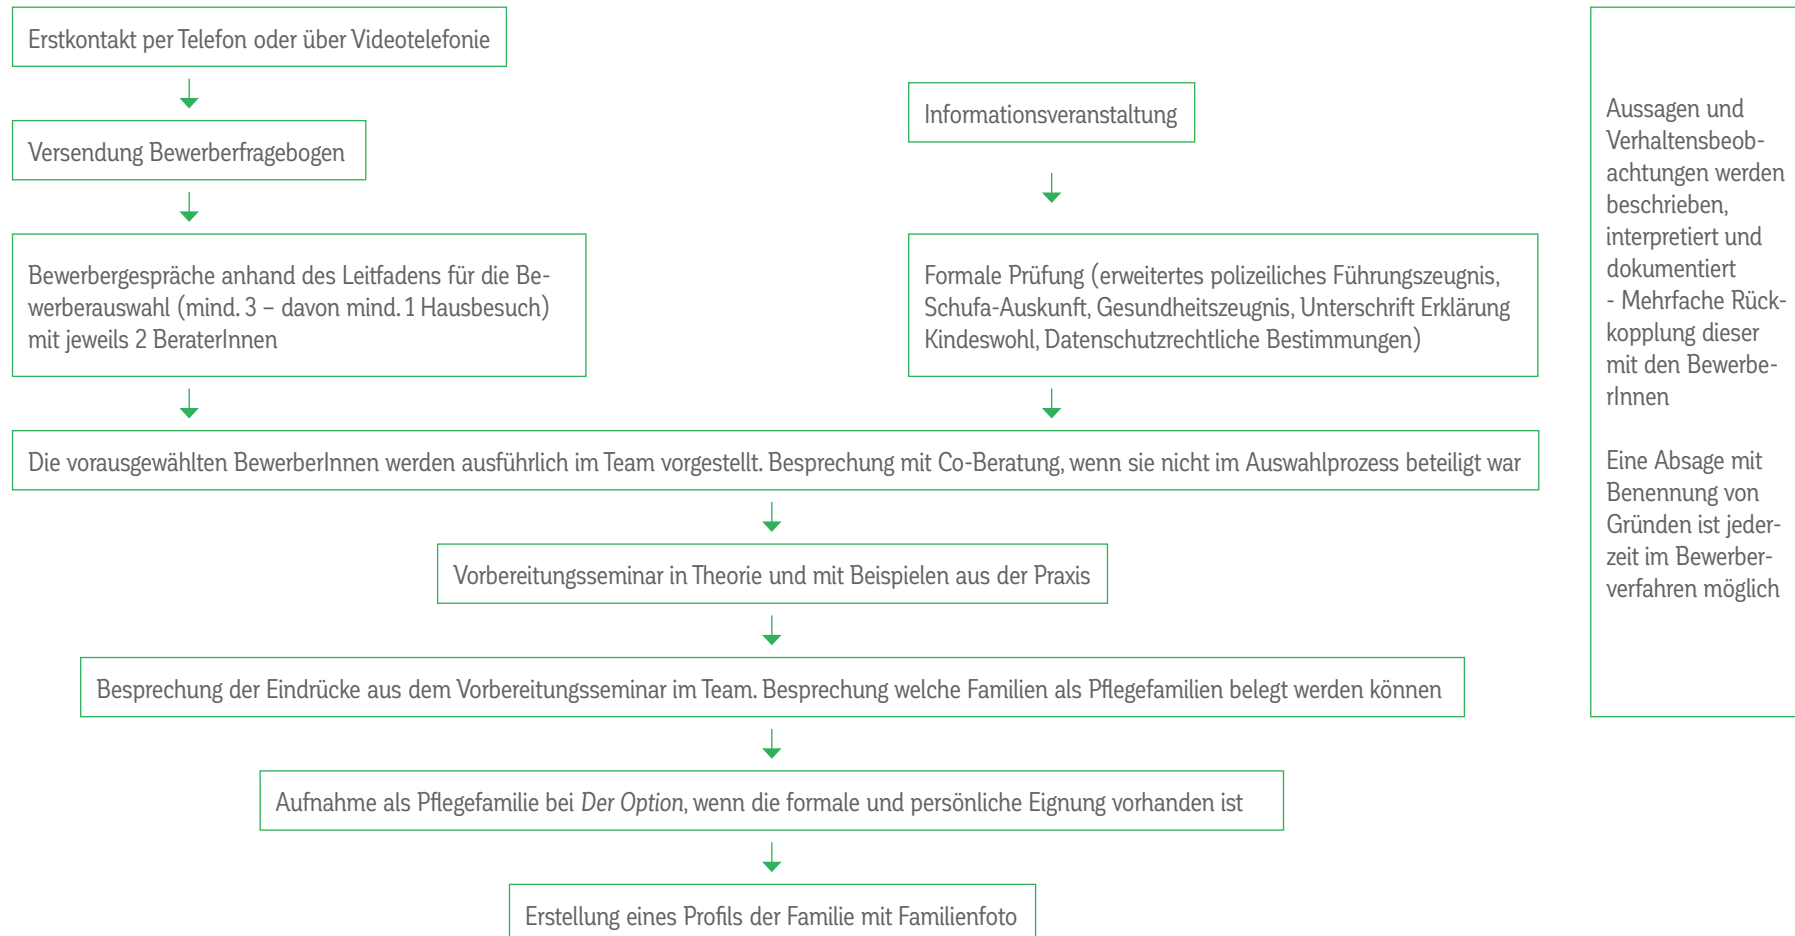 Erstkontakt per Telefon oder über Videotelefonie
Versendung Bewerberfragebogen
Bewerbergespräche anhand des Leitfadens für die Be-
werberauswahl (mind. 3 – davon mind. 1 Hausbesuch)
mit jeweils 2 BeraterInnen
Informationsveranstaltung
Formale Prüfung (erweitertes polizeiliches Führungszeugnis,
Schufa-Auskunft, Gesundheitszeugnis, Unterschrift Erklärung
Kindeswohl, Datenschutzrechtliche Bestimmungen)
Die vorausgewählten BewerberInnen werden ausführlich im Team vorgestellt. Besprechung mit Co-Beratung, wenn sie nicht im Auswahlprozess beteiligt war
Vorbereitungsseminar in Theorie und mit Beispielen aus der Praxis
Besprechung der Eindrücke aus dem Vorbereitungsseminar im Team. Besprechung welche Familien als Pflegefamilien belegt werden können
Aufnahme als Pflegefamilie bei Der Option, wenn die formale und persönliche Eignung vorhanden ist
Erstellung eines Profils der Familie mit Familienfoto
Aussagen und
Verhaltensbeob-
achtungen werden
beschrieben,
interpretiert und
dokumentiert
- Mehrfache Rück-
kopplung dieser
mit den Bewerbe-
rInnen
Eine Absage mit
Benennung von
Gründen ist jeder-
zeit im Bewerber-
verfahren möglich